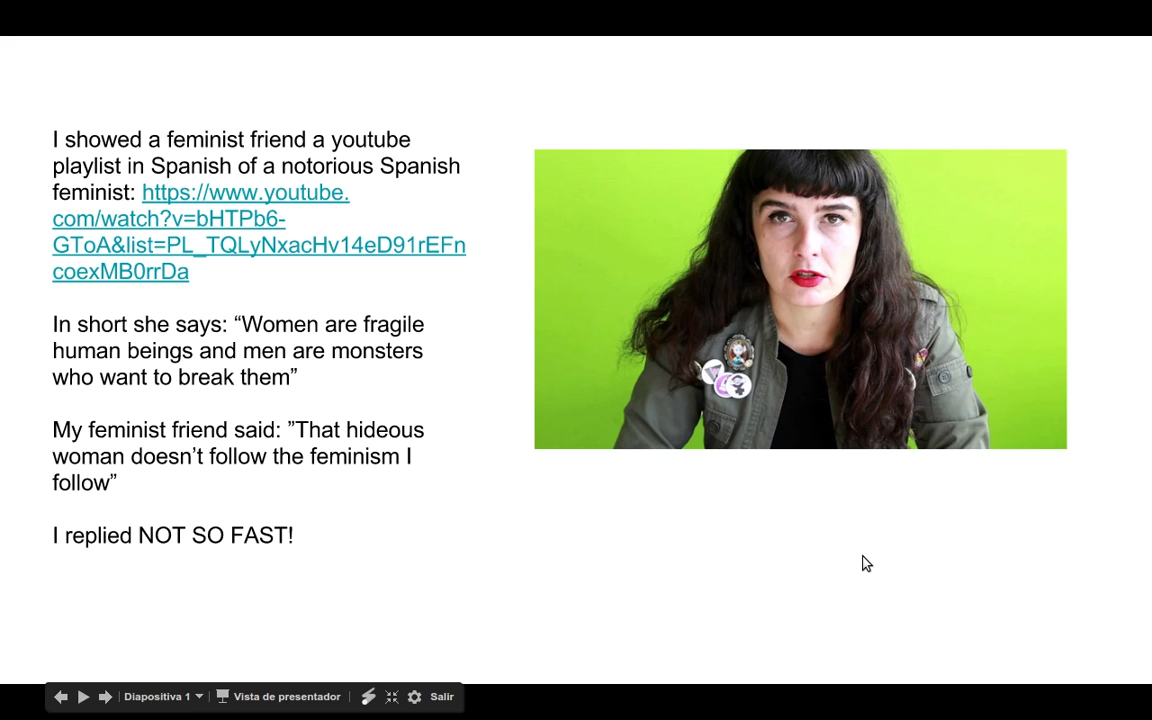 I showed a feminist friend a youtube
playlist in Spanish of a notorious Spanish
feminist: https://www.youtube.
com/watch?v=bHTPb6-
GToA&list=PL_TQLyNxacHv14eD91rEFn
coexMB0rrDa
In short she says: “Women are fragile
human beings and men are monsters
who want to break them”
My feminist friend said: ”That hideous
woman doesn’t follow the feminism I
follow”
I replied NOT SO FAST!
Diapositiva 1 Vista de presentador Salir